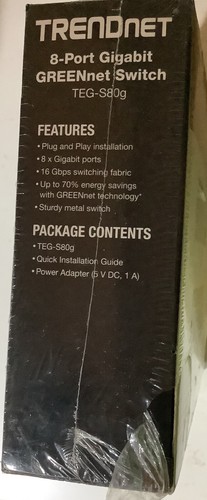 TRENDNET
8-Port Gigabit
GREENnet Switch
TEG-S80g
FEATURES
• Plug and Play installation
• 8 x Gigabit ports
• 16 Gbps switching fabric
• Up to 70% energy savings
with GREENnet technology*
• Sturdy metal switch
PACKAGE CONTENTS
• TEG-S80g
• Quick Installation Guide
• Power Adapter (5 V DC, 1 A)